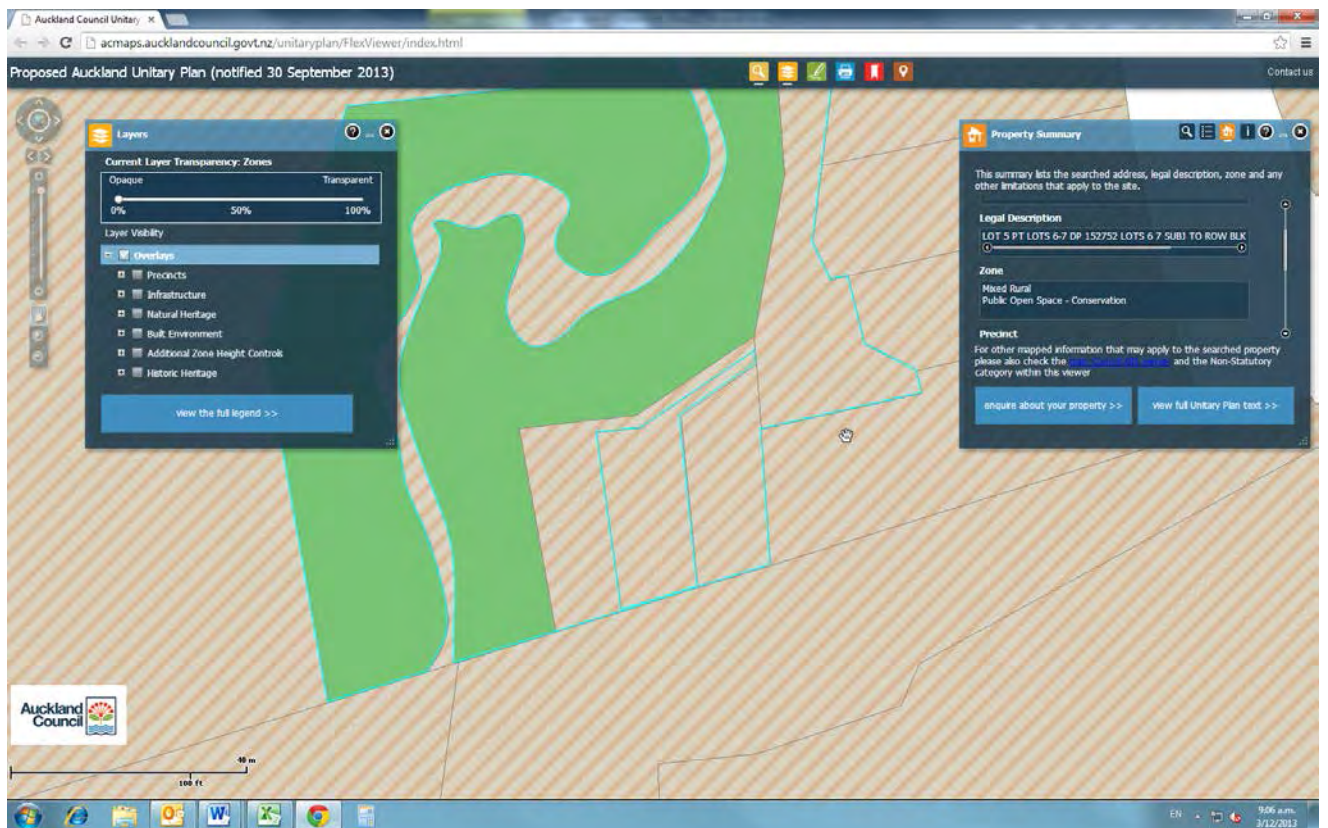 Auckland Council Unitary
acmaps.aucklandcouncil.govt.nz/unitaryplan/FlexViewer/index.html
Proposed Auckland Unitary Plan (notified 30 September 2013)
Contact us
Layers
Current Layer Transparency: Zones
Opaque Transparent
0% 50% 100%
Layer Visibility
Overlays
Precincts
Infrastructure
Natural Heritage
Built Environment
Additional Zone Height Controls
Historic Heritage
view the full legend >>
Property Summary
This summary lists the searched address, legal description, zone and any
other limitations that apply to the site.
Legal Description
LOT 5 PT LOTS 6-7 DP 152752 LOTS 6 7 SUBJ TO ROW BLK
Zone
Mixed Rural
Public Open Space - Conservation
Precinct
For other mapped information that may apply to the searched property
please also check the and the Non-Statutory
category within this viewer
enquire about your property >>
view full Unitary Plan text >>
Auckland
Council
40 m
100 ft
EN
9:06 a.m.
3/12/2013